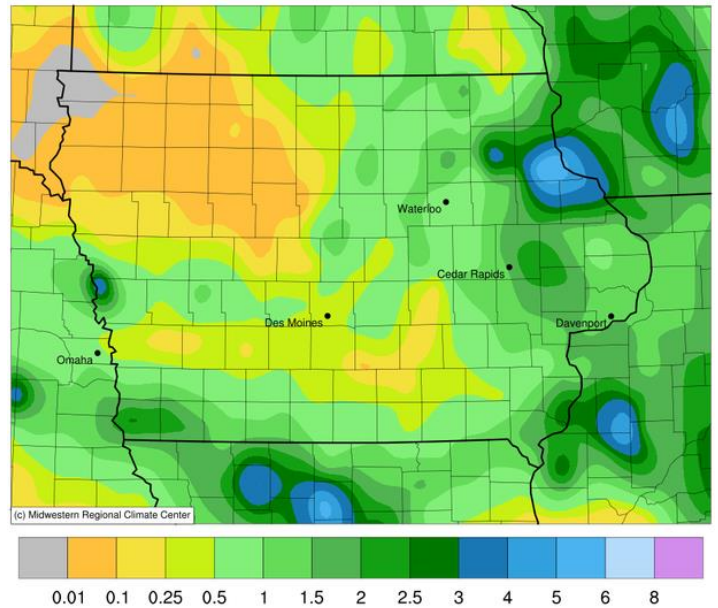 Waterloo
Cedar Rapids
Des Moines
Davenport
Omaha
(c) Midwestern Regional Climate Center
0.01 0.1 0.25 0.5 1 1.5 2 2.5 3 4 5 6 8